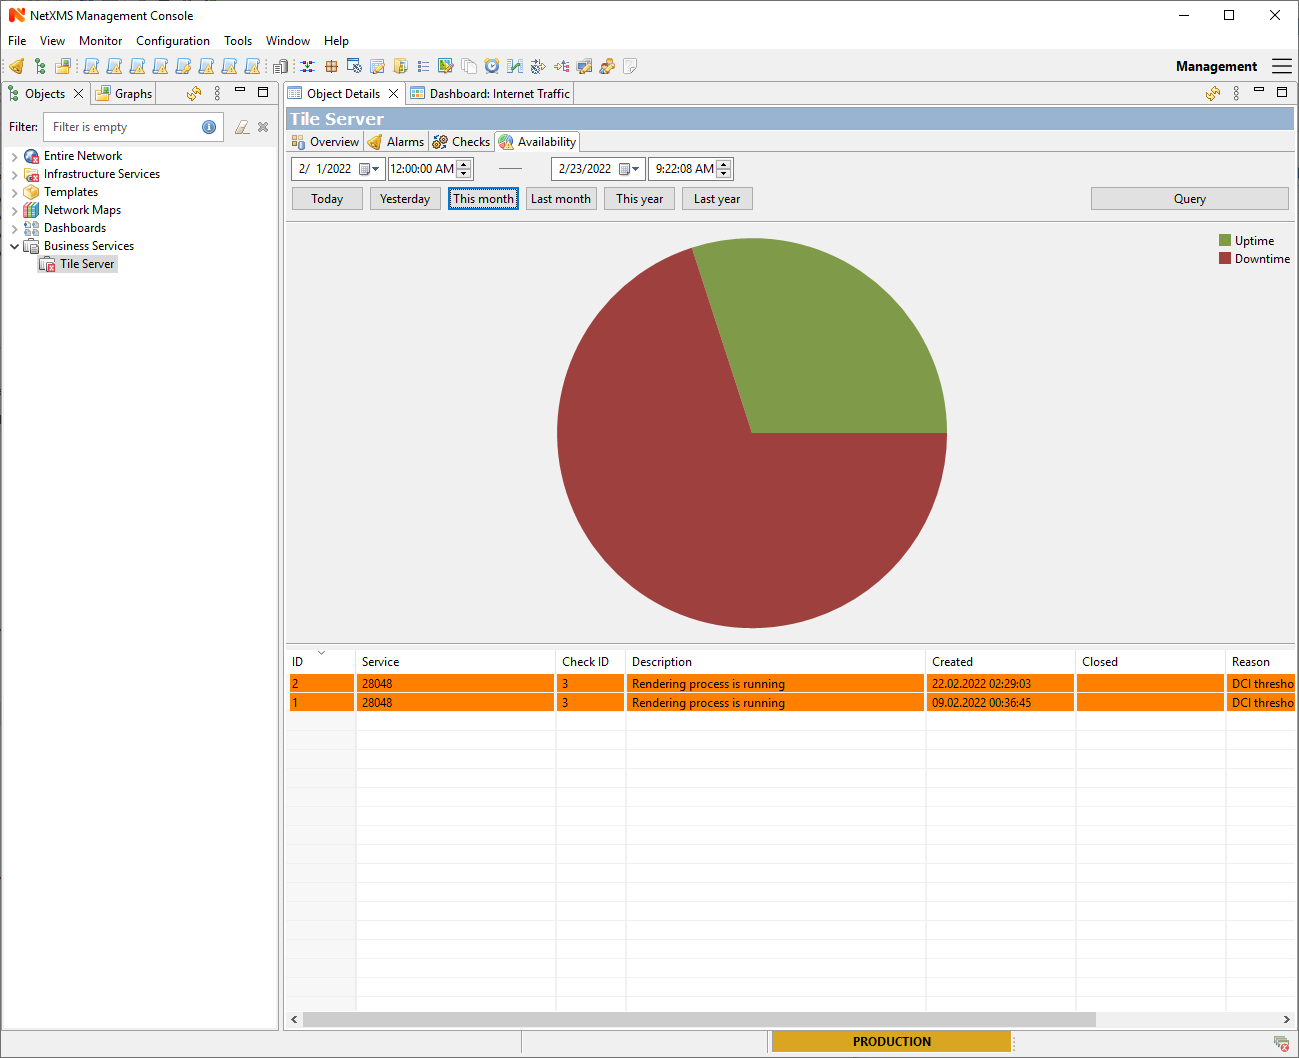 NetXMS Management Console
File View Monitor Configuration Tools Window Help
Management
Objects Graphs
Object Details Dashboard: Internet Traffic
Filter: Filter is empty
Entire Network
Infrastructure Services
Templates
Network Maps
Dashboards
Business Services
Tile Server
Tile Server
Overview Alarms Checks Availability
2/ 1/2022 12:00:00 AM 2/23/2022 9:22:08 AM
Today Yesterday This month Last month This year Last year Query
Uptime
Downtime
ID Service Check ID Description Created Closed Reason
2 28048 3 Rendering process is running 22.02.2022 02:29:03 DCI thresho
1 28048 3 Rendering process is running 09.02.2022 00:36:45 DCI thresho
PRODUCTION